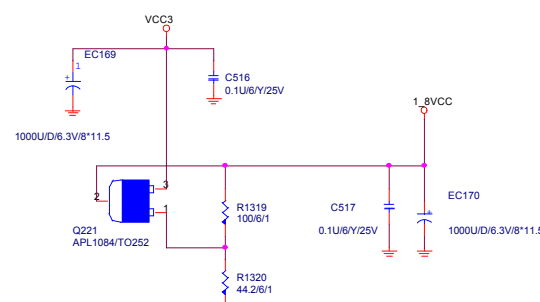 VCC3
EC169
1
+
C516
0.1U/6/Y/25V
1_8VCC
1000U/D/6.3V/8*11.5
2
3
1
R1319
100/6/1
C517
0.1U/6/Y/25V
EC170
+
1000U/D/6.3V/8*11.5
Q221
APL1084/TO252
R1320
44.2/6/1